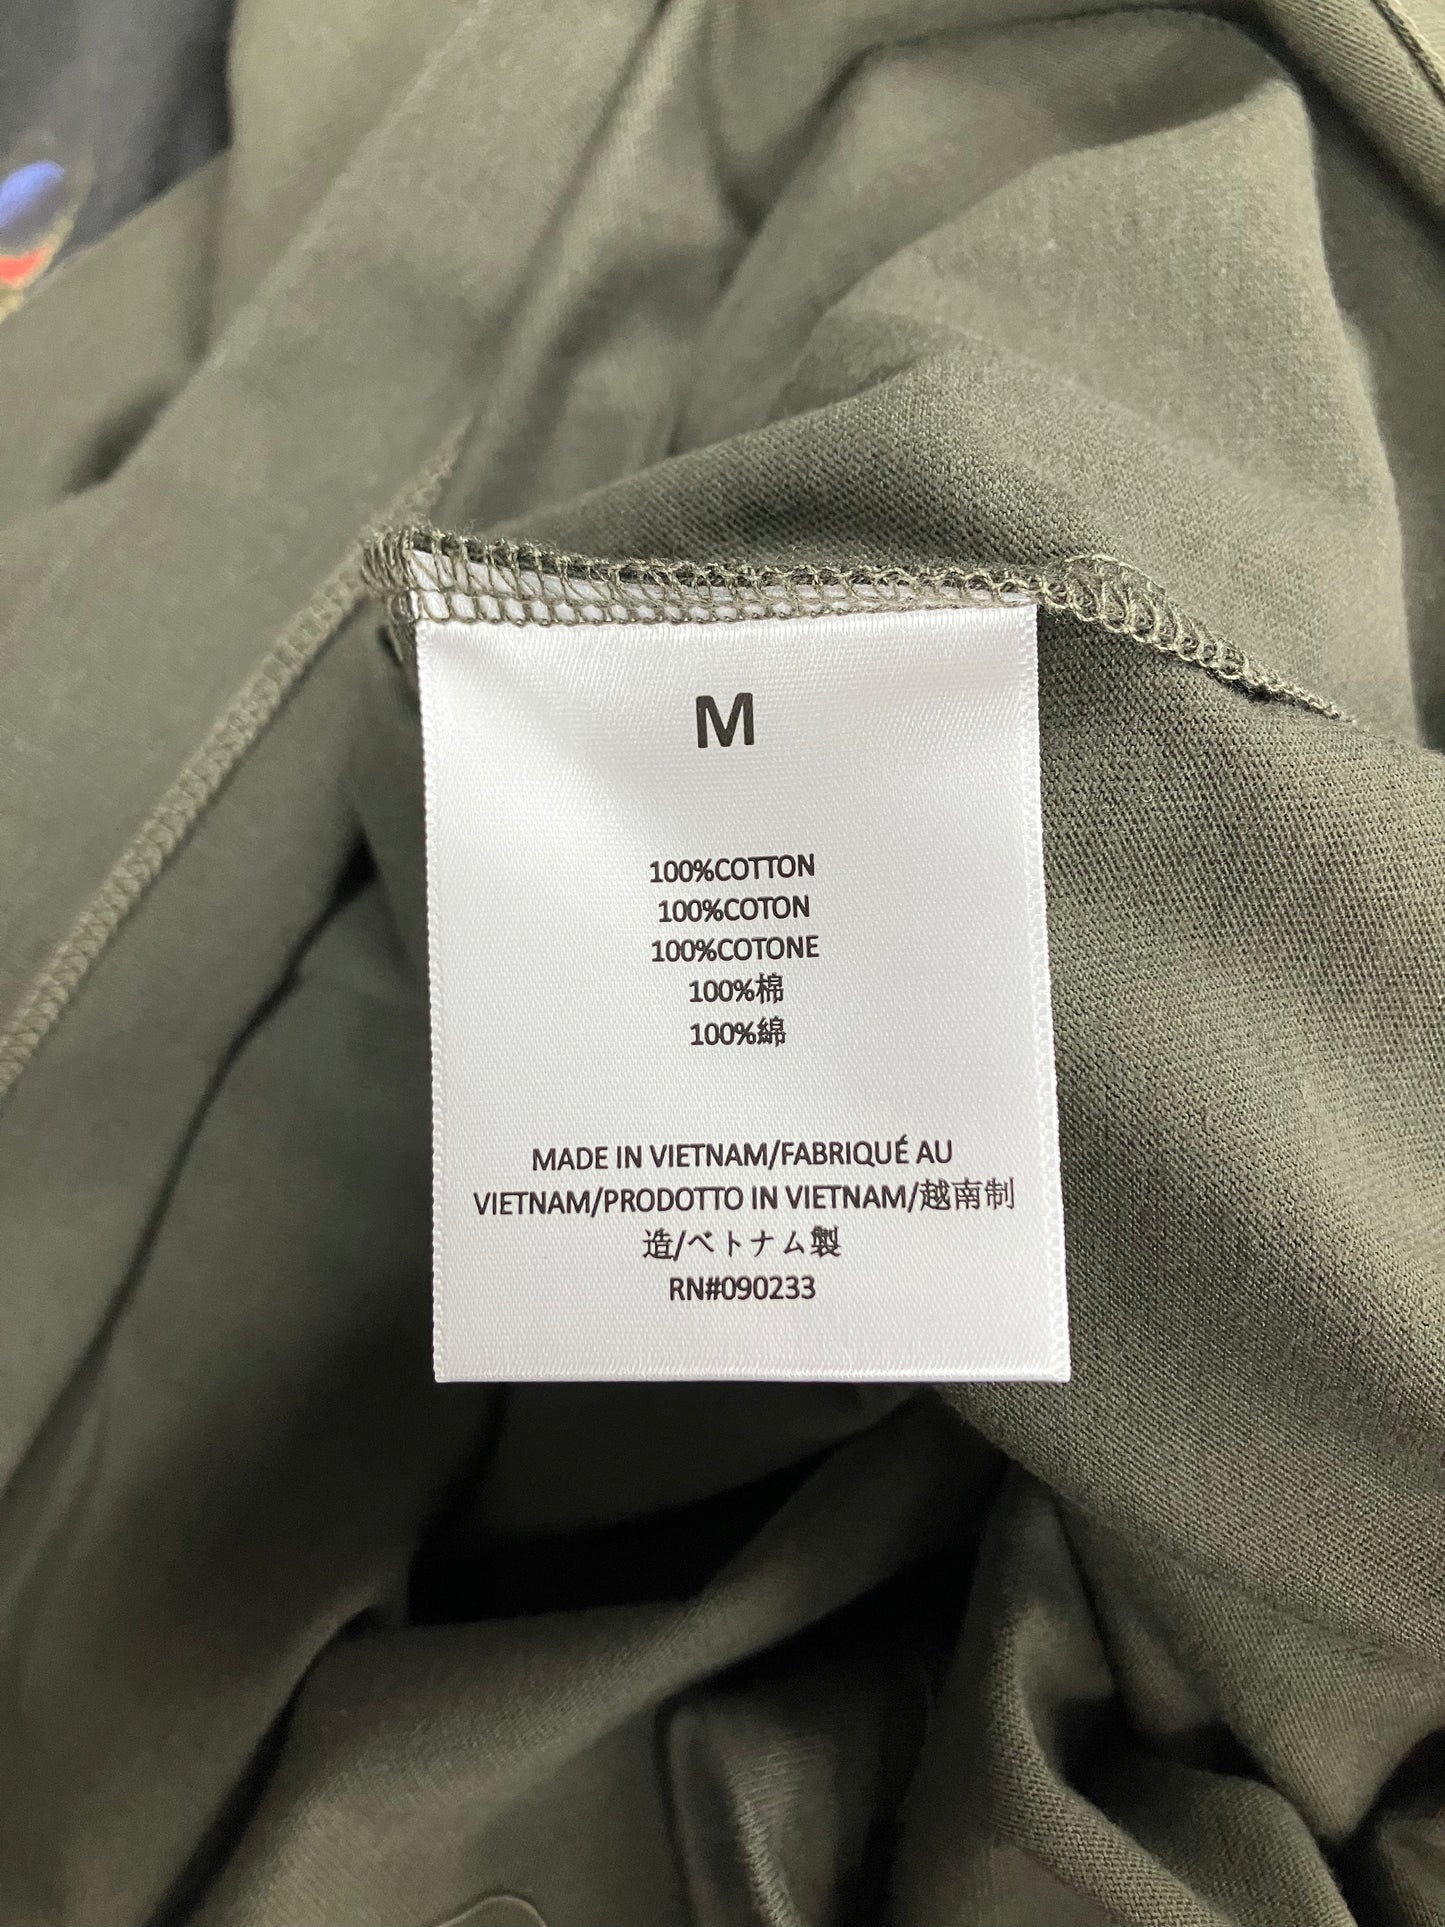 M
100%COTTON
100%COTON
100%COTONE
100%棉
100%綿
MADE IN VIETNAM/FABRIQUÉ AU
VIETNAM/PRODOTTO IN VIETNAM/越南制
造/ベトナム製
RN#090233